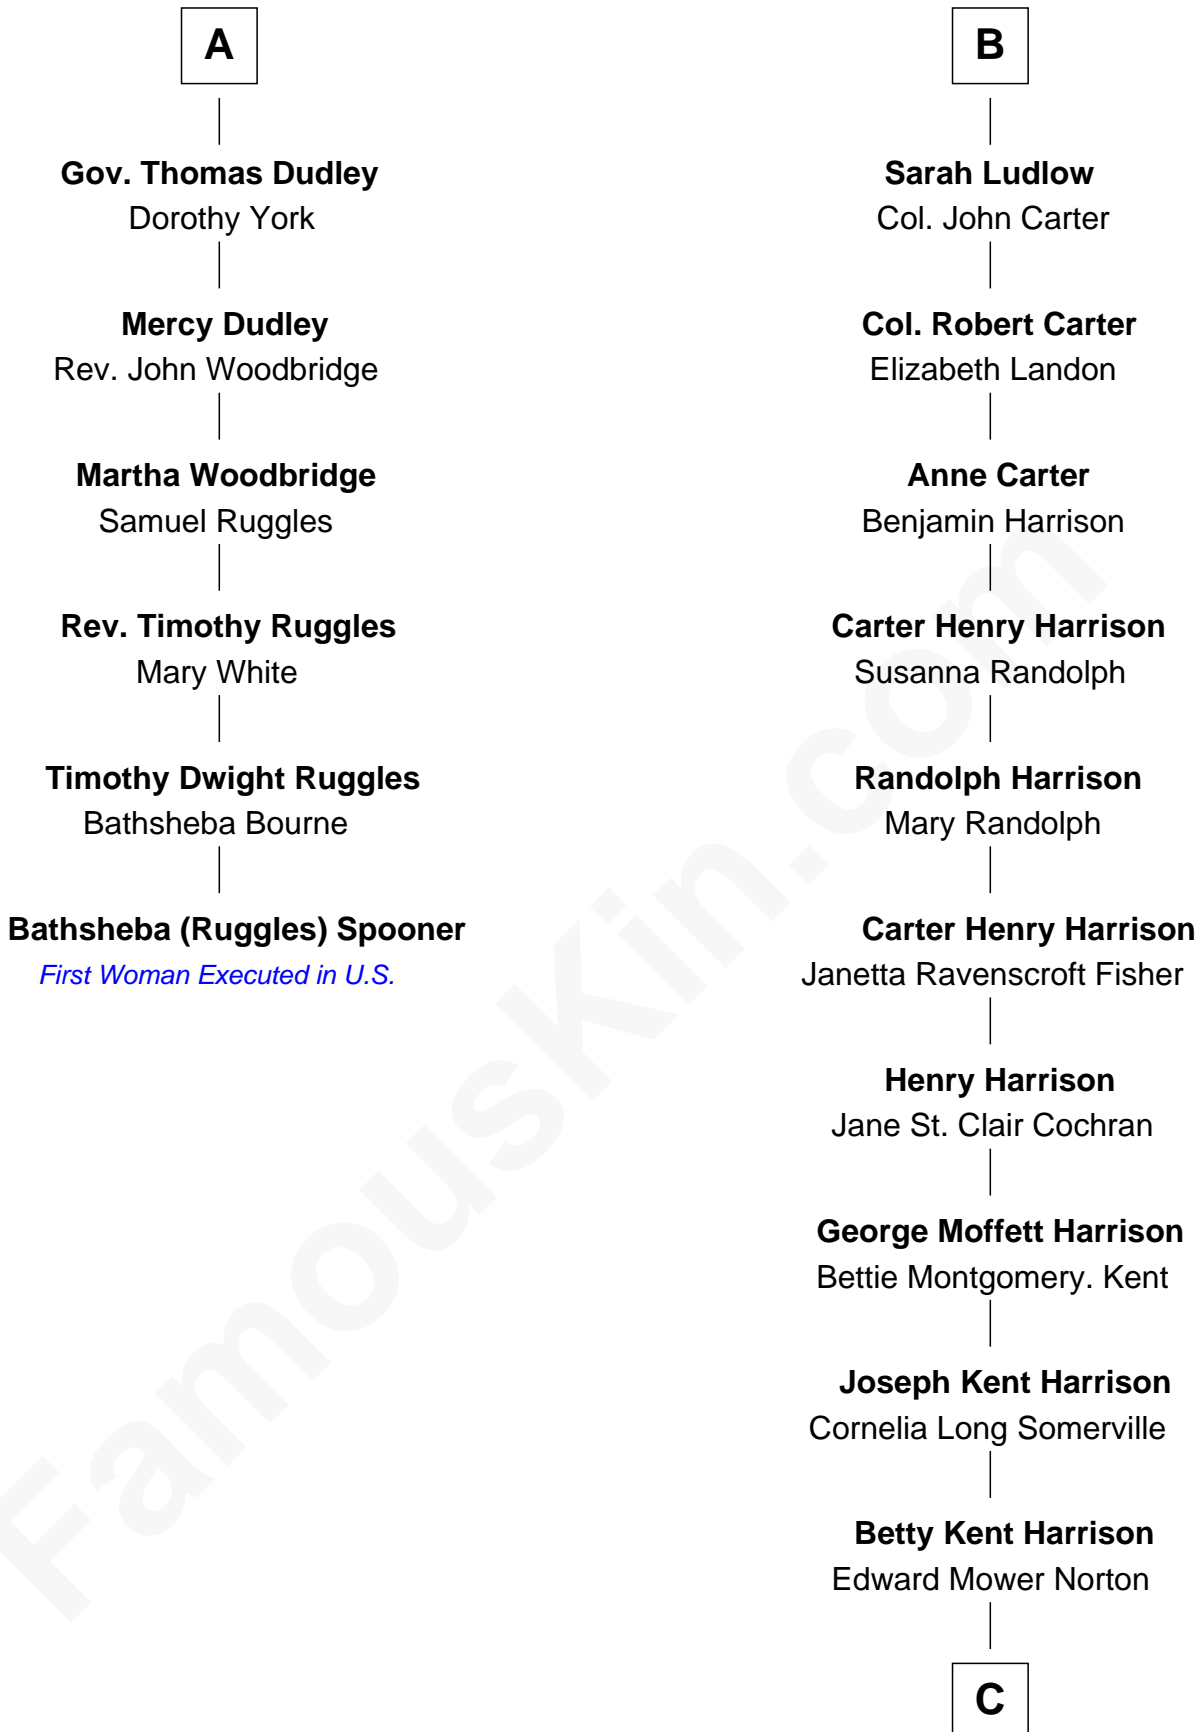 A
Gov. Thomas Dudley
Dorothy York
Mercy Dudley
Rev. John Woodbridge
Martha Woodbridge
Samuel Ruggles
Rev. Timothy Ruggles
Mary White
Timothy Dwight Ruggles
Bathsheba Bourne
Bathsheba (Ruggles) Spooner
First Woman Executed in U.S.
B
Sarah Ludlow
Col. John Carter
Col. Robert Carter
Elizabeth Landon
Anne Carter
Benjamin Harrison
Carter Henry Harrison
Susanna Randolph
Randolph Harrison
Mary Randolph
Carter Henry Harrison
Janetta Ravenscroft Fisher
Henry Harrison
Jane St. Clair Cochran
George Moffett Harrison
Bettie Montgomery. Kent
Joseph Kent Harrison
Cornelia Long Somerville
Betty Kent Harrison
Edward Mower Norton
C
FamousKin.com